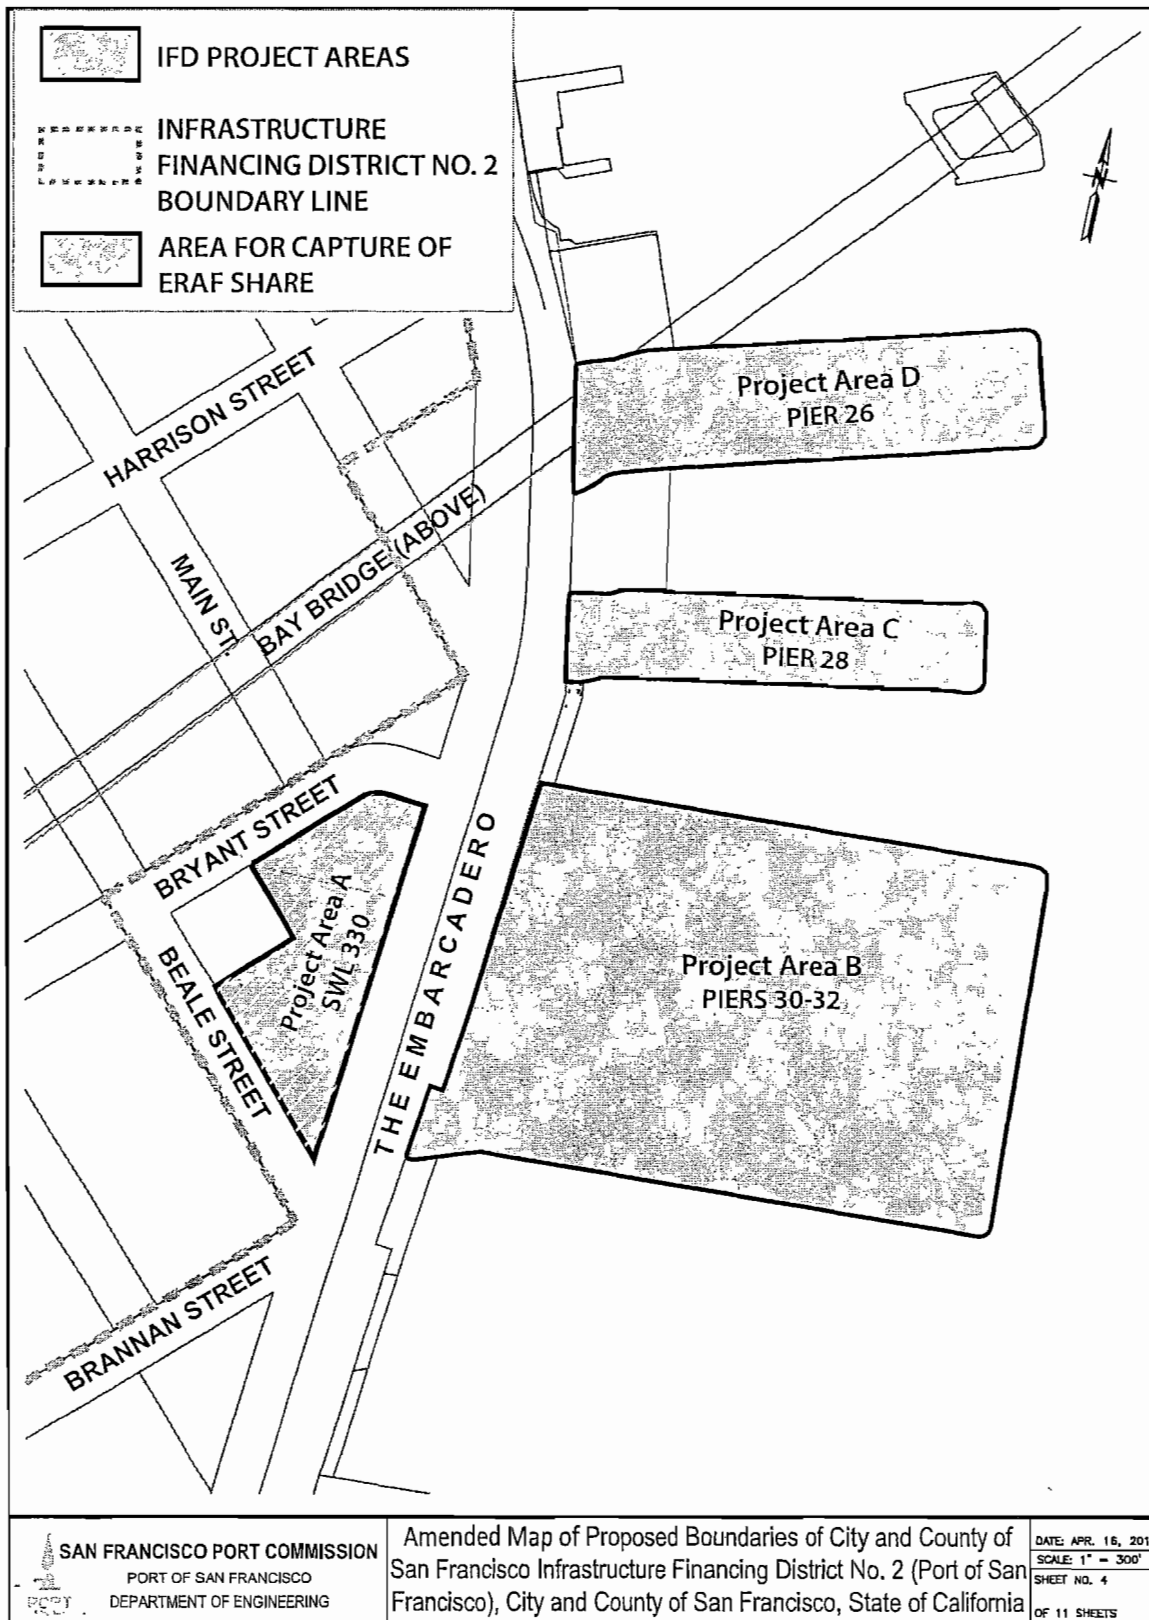 IFD PROJECT AREAS
INFRASTRUCTURE
FINANCING DISTRICT NO. 2
BOUNDARY LINE
AREA FOR CAPTURE OF
ERAF SHARE
N
HARRISON STREET
MAIN ST.
BAY BRIDGE (ABOVE)
Project Area D
PIER 26
Project Area C
PIER 28
BRYANT STREET
Project Area A
SWL 330
BEALE STREET
THE EMBARCADERO
Project Area B
PIERS 30-32
BRANNAN STREET
SAN FRANCISCO PORT COMMISSION
PORT OF SAN FRANCISCO
DEPARTMENT OF ENGINEERING
PORT
Amended Map of Proposed Boundaries of City and County of
San Francisco Infrastructure Financing District No. 2 (Port of San
Francisco), City and County of San Francisco, State of California
DATE: APR. 16, 201
SCALE: 1" = 300'
SHEET NO. 4
OF 11 SHEETS